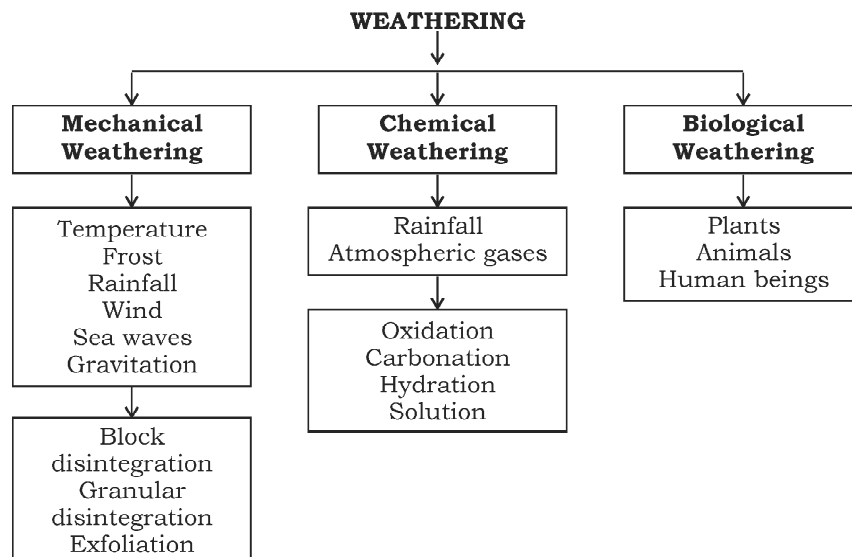 WEATHERING
Mechanical
Weathering
Chemical
Weathering
Biological
Weathering
Temperature
Frost
Rainfall
Wind
Sea waves
Gravitation
Rainfall
Atmospheric gases
Plants
Animals
Human beings
Oxidation
Carbonation
Hydration
Solution
Block
disintegration
Granular
disintegration
Exfoliation